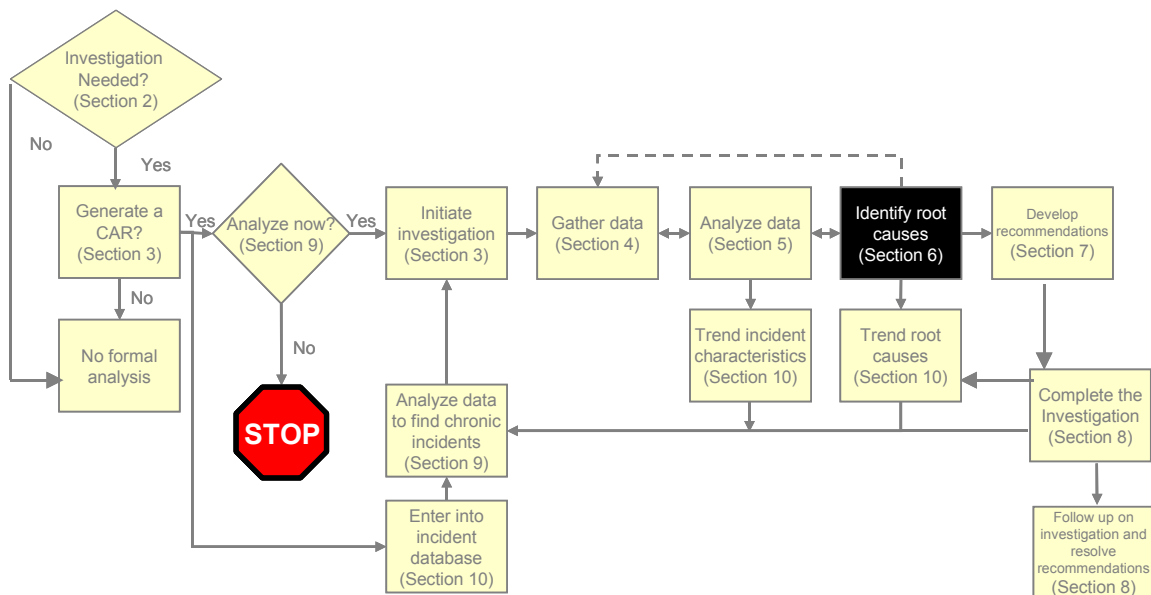 Investigation
Needed?
(Section 2)
No
Yes
Generate a
CAR?
(Section 3)
Yes
No
No formal
analysis
Analyze now?
(Section 9)
Yes
No
STOP
Initiate
investigation
(Section 3)
Gather data
(Section 4)
Analyze data
(Section 5)
Identify root
causes
(Section 6)
Develop
recommendations
(Section 7)
Trend incident
characteristics
(Section 10)
Trend root
causes
(Section 10)
Complete the
Investigation
(Section 8)
Analyze data
to find chronic
incidents
(Section 9)
Enter into
incident
database
(Section 10)
Follow up on
investigation and
resolve
recommendations
(Section 8)